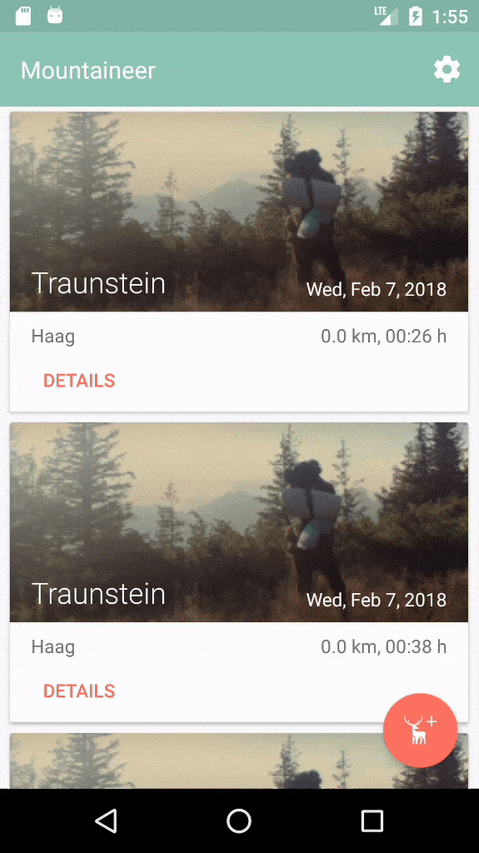 LTE 1:55
Mountaineer
Traunstein
Wed, Feb 7, 2018
Haag
0.0 km, 00:26 h
DETAILS
Traunstein
Wed, Feb 7, 2018
Haag
0.0 km, 00:38 h
DETAILS
+